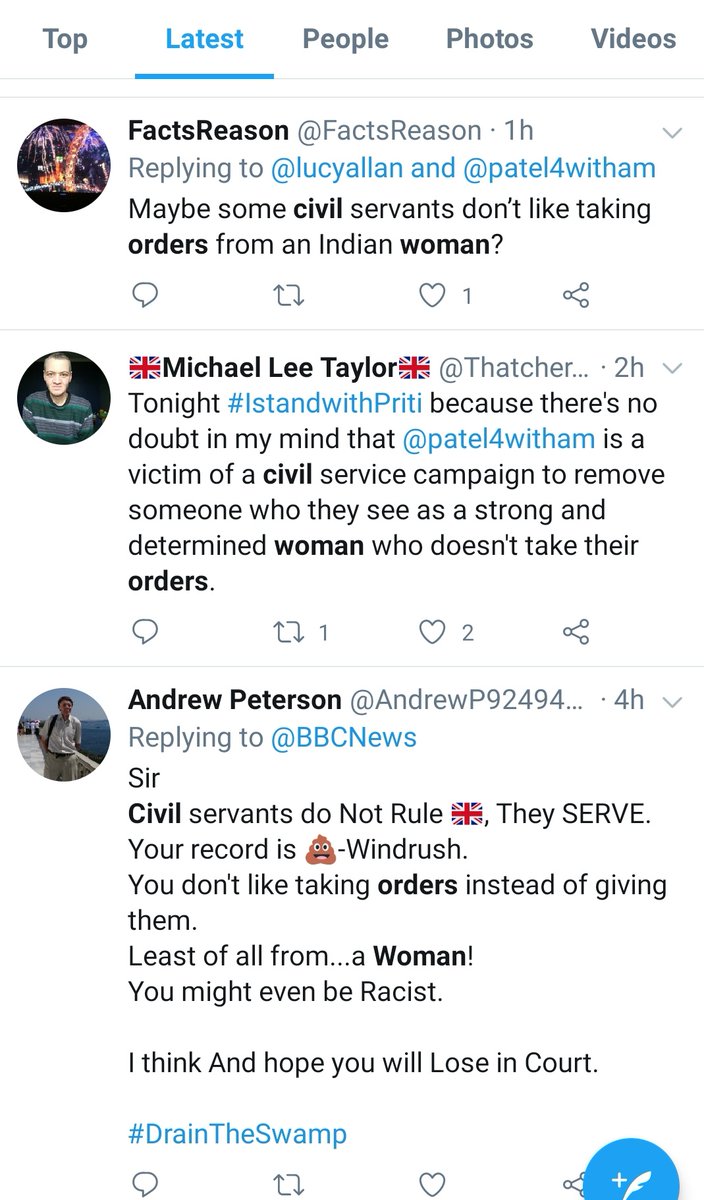 Top Latest People Photos Videos
FactsReason @FactsReason · 1h
Replying to @lucyallan and @patel4witham
Maybe some civil servants don’t like taking
orders from an Indian woman?
1
🇬🇧Michael Lee Taylor🇬🇧 @Thatcher... · 2h
Tonight #IstandwithPriti because there's no
doubt in my mind that @patel4witham is a
victim of a civil service campaign to remove
someone who they see as a strong and
determined woman who doesn't take their
orders.
1 2
Andrew Peterson @AndrewP92494... · 4h
Replying to @BBCNews
Sir
Civil servants do Not Rule 🇬🇧, They SERVE.
Your record is 💩-Windrush.
You don't like taking orders instead of giving
them.
Least of all from...a Woman!
You might even be Racist.
I think And hope you will Lose in Court.
#DrainTheSwamp